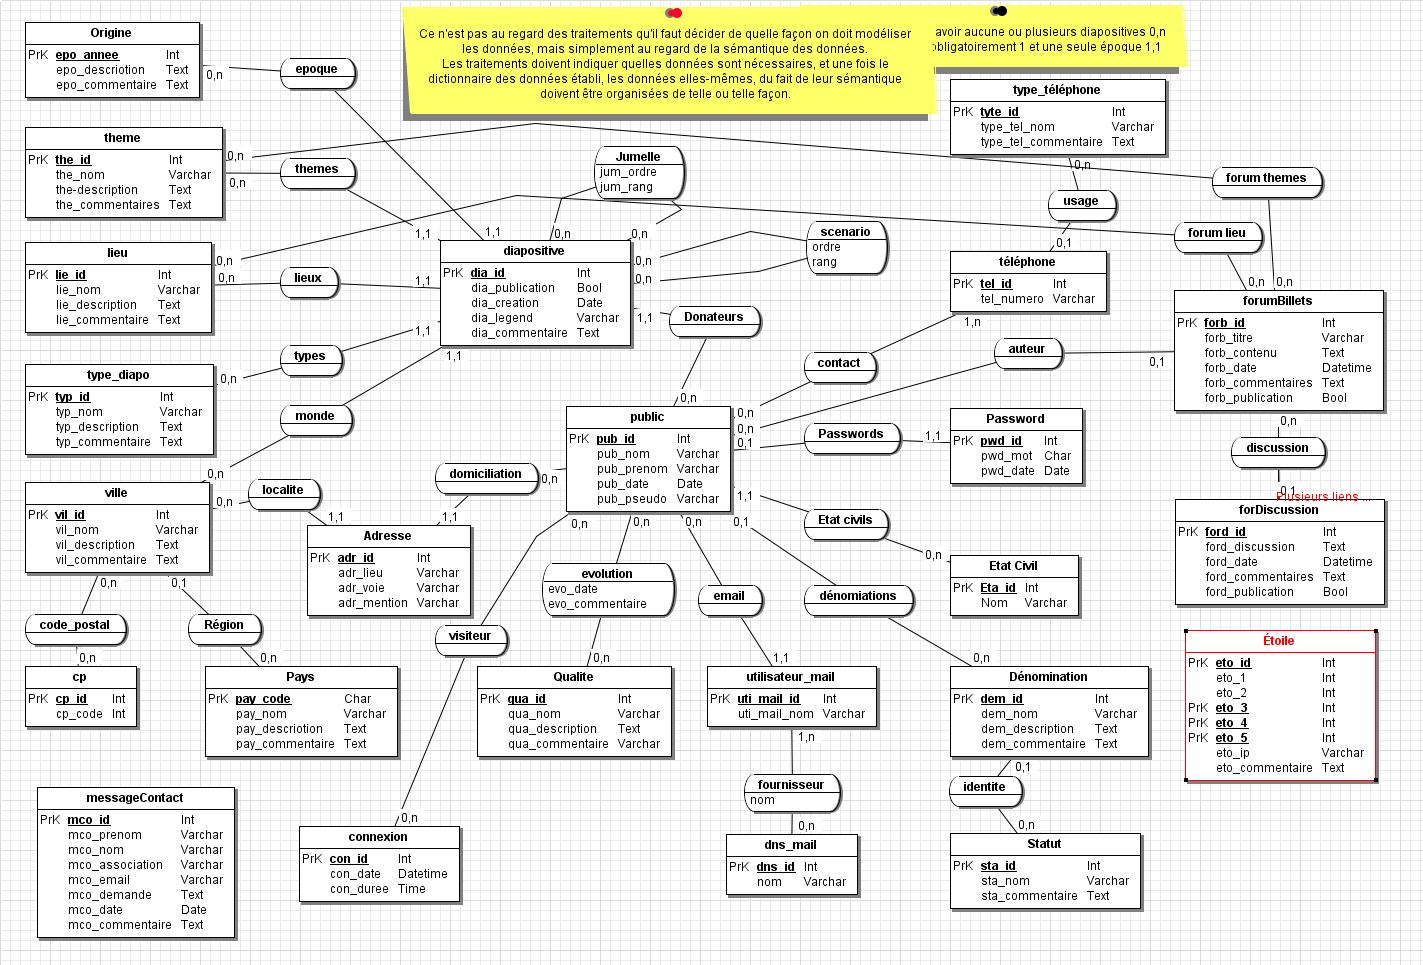 Ce n'est pas au regard des traitements qu'il faut décider de quelle façon on doit modéliser
les données, mais simplement au regard de la sémantique des données.
Les traitements doivent indiquer quelles données sont nécessaires, et une fois le
dictionnaire des données établi, les données elles-mêmes, du fait de leur sémantique
doivent être organisées de telle ou telle façon.
avoir aucune ou plusieurs diapositives 0,n
obligatoirement 1 et une seule époque 1,1
Origine
PrK epo_annee Int
epo_descriotion Text
epo_commentaire Text
0,n
epoque
theme
PrK the_id Int
the_nom Varchar
the-description Text
the_commentaires Text
0,n
0,n
themes
Jumelle
jum_ordre
jum_rang
type_téléphone
PrK tyte_id Int
type_tel_nom Varchar
type_tel_commentaire Text
0,n
usage
0,1
forum themes
forum lieu
0,n
0,n
lieu
PrK lie_id Int
lie_nom Varchar
lie_description Text
lie_commentaire Text
0,n
0,n
lieux
1,1
1,1
0,n
0,n
diapositive
PrK dia_id Int
dia_publication Bool
dia_creation Date
dia_legend Varchar
dia_commentaire Text
1,1
1,1
1,1
0,n
0,n
1,1
scenario
ordre
rang
téléphone
PrK tel_id Int
tel_numero Varchar
1,n
forumBillets
PrK forb_id Int
forb_titre Varchar
forb_contenu Text
forb_date Datetime
forb_commentaires Text
forb_publication Bool
0,1
0,n
Donateurs
0,n
contact
auteur
types
type_diapo
PrK typ_id Int
typ_nom Varchar
typ_description Text
typ_commentaire Text
0,n
monde
0,n
public
PrK pub_id Int
pub_nom Varchar
pub_prenom Varchar
pub_date Date
pub_pseudo Varchar
0,n
0,n
0,1
Passwords
1,1
Password
PrK pwd_id Int
pwd_mot Char
pwd_date Date
discussion
0,1
Plusieurs liens ...
forDiscussion
PrK ford_id Int
ford_discussion Text
ford_date Datetime
ford_commentaires Text
ford_publication Bool
ville
PrK vil_id Int
vil_nom Varchar
vil_description Text
vil_commentaire Text
0,n
localite
1,1
domiciliation
0,n
1,1
Adresse
PrK adr_id Int
adr_lieu Varchar
adr_voie Varchar
adr_mention Varchar
1,1
Etat civils
0,n
Etat Civil
PrK Eta_id Int
Nom Varchar
0,n
0,n
0,n
0,1
evolution
evo_date
evo_commentaire
email
dénomiations
0,n
0,1
code_postal
Région
visiteur
0,n
0,n
cp
PrK cp_id Int
cp_code Int
Pays
PrK pay_code Char
pay_nom Varchar
pay_descriotion Text
pay_commentaire Text
0,n
Qualite
PrK qua_id Int
qua_nom Varchar
qua_description Text
qua_commentaire Varchar
1,1
utilisateur_mail
PrK uti_mail_id Int
uti_mail_nom Varchar
1,n
0,n
Dénomination
PrK dem_id Int
dem_nom Varchar
dem_description Text
dem_commentaire Text
0,1
Étoile
PrK eto_id Int
eto_1 Int
eto_2 Int
PrK eto_3 Int
PrK eto_4 Int
PrK eto_5 Int
eto_ip Varchar
eto_commentaire Text
fournisseur
nom
0,n
identite
0,n
messageContact
PrK mco_id Int
mco_prenom Varchar
mco_nom Varchar
mco_association Varchar
mco_email Varchar
mco_demande Text
mco_date Date
mco_commentaire Text
0,n
connexion
PrK con_id Int
con_date Datetime
con_duree Time
dns_mail
PrK dns_id Int
nom Varchar
Statut
PrK sta_id Int
sta_nom Varchar
sta_commentaire Text